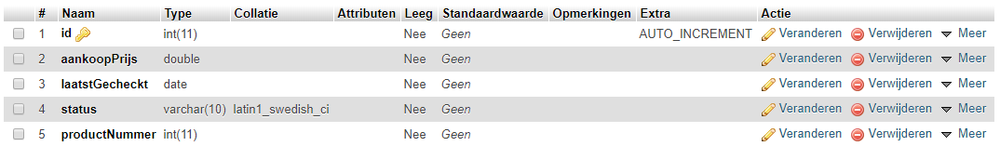 # Naam Type Collatie Attributen Leeg Standaardwaarde Opmerkingen Extra Actie
1 id int(11) Nee Geen AUTO_INCREMENT Veranderen Verwijderen Meer
2 aankoopPrijs double Nee Geen Veranderen Verwijderen Meer
3 laatstGecheckt date Nee Geen Veranderen Verwijderen Meer
4 status varchar(10) latin1_swedish_ci Nee Geen Veranderen Verwijderen Meer
5 productNummer int(11) Nee Geen Veranderen Verwijderen Meer